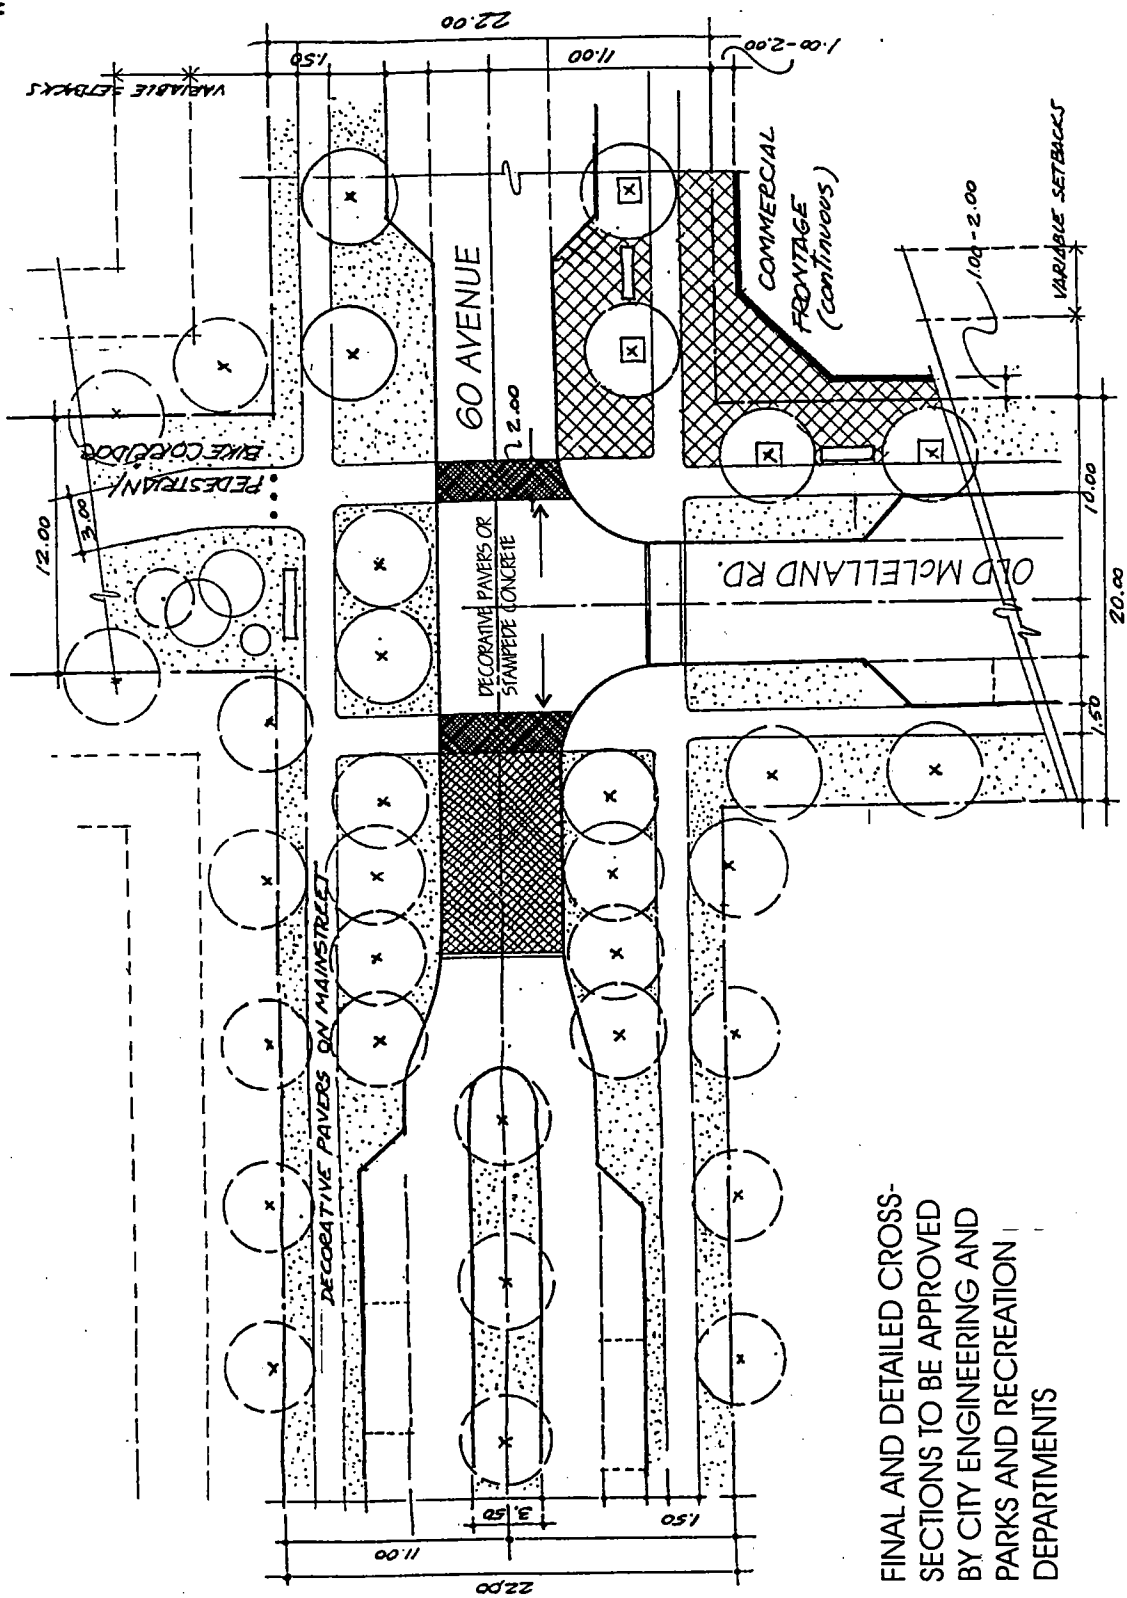 22.00
1.50
11.00
1.00-2.00
VARIABLE SETBACKS
COMMERCIAL
FRONTAGE
(continuous)
60 AVENUE
2.00
1.00-2.00
VARIABLE SETBACKS
PEDESTRIAN/
BIKE CORRIDOR
12.00
3.00
DECORATIVE PAVERS OR
STAMPEDE CONCRETE
OLD McLELLAND RD.
10.00
20.00
1.50
DECORATIVE PAVERS ON MAINSTREET
3.50
1.50
11.00
22.00
FINAL AND DETAILED CROSS-
SECTIONS TO BE APPROVED
BY CITY ENGINEERING AND
PARKS AND RECREATION
DEPARTMENTS